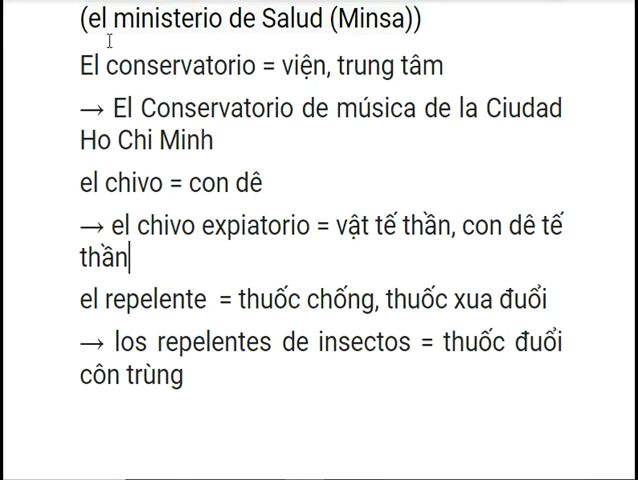 (el ministerio de Salud (Minsa))
El conservatorio = viện, trung tâm
→ El Conservatorio de música de la Ciudad
Ho Chi Minh
el chivo = con dê
→ el chivo expiatorio = vật tế thần, con dê tế
thần
el repelente = thuốc chống, thuốc xua đuổi
→ los repelentes de insectos = thuốc đuổi
côn trùng